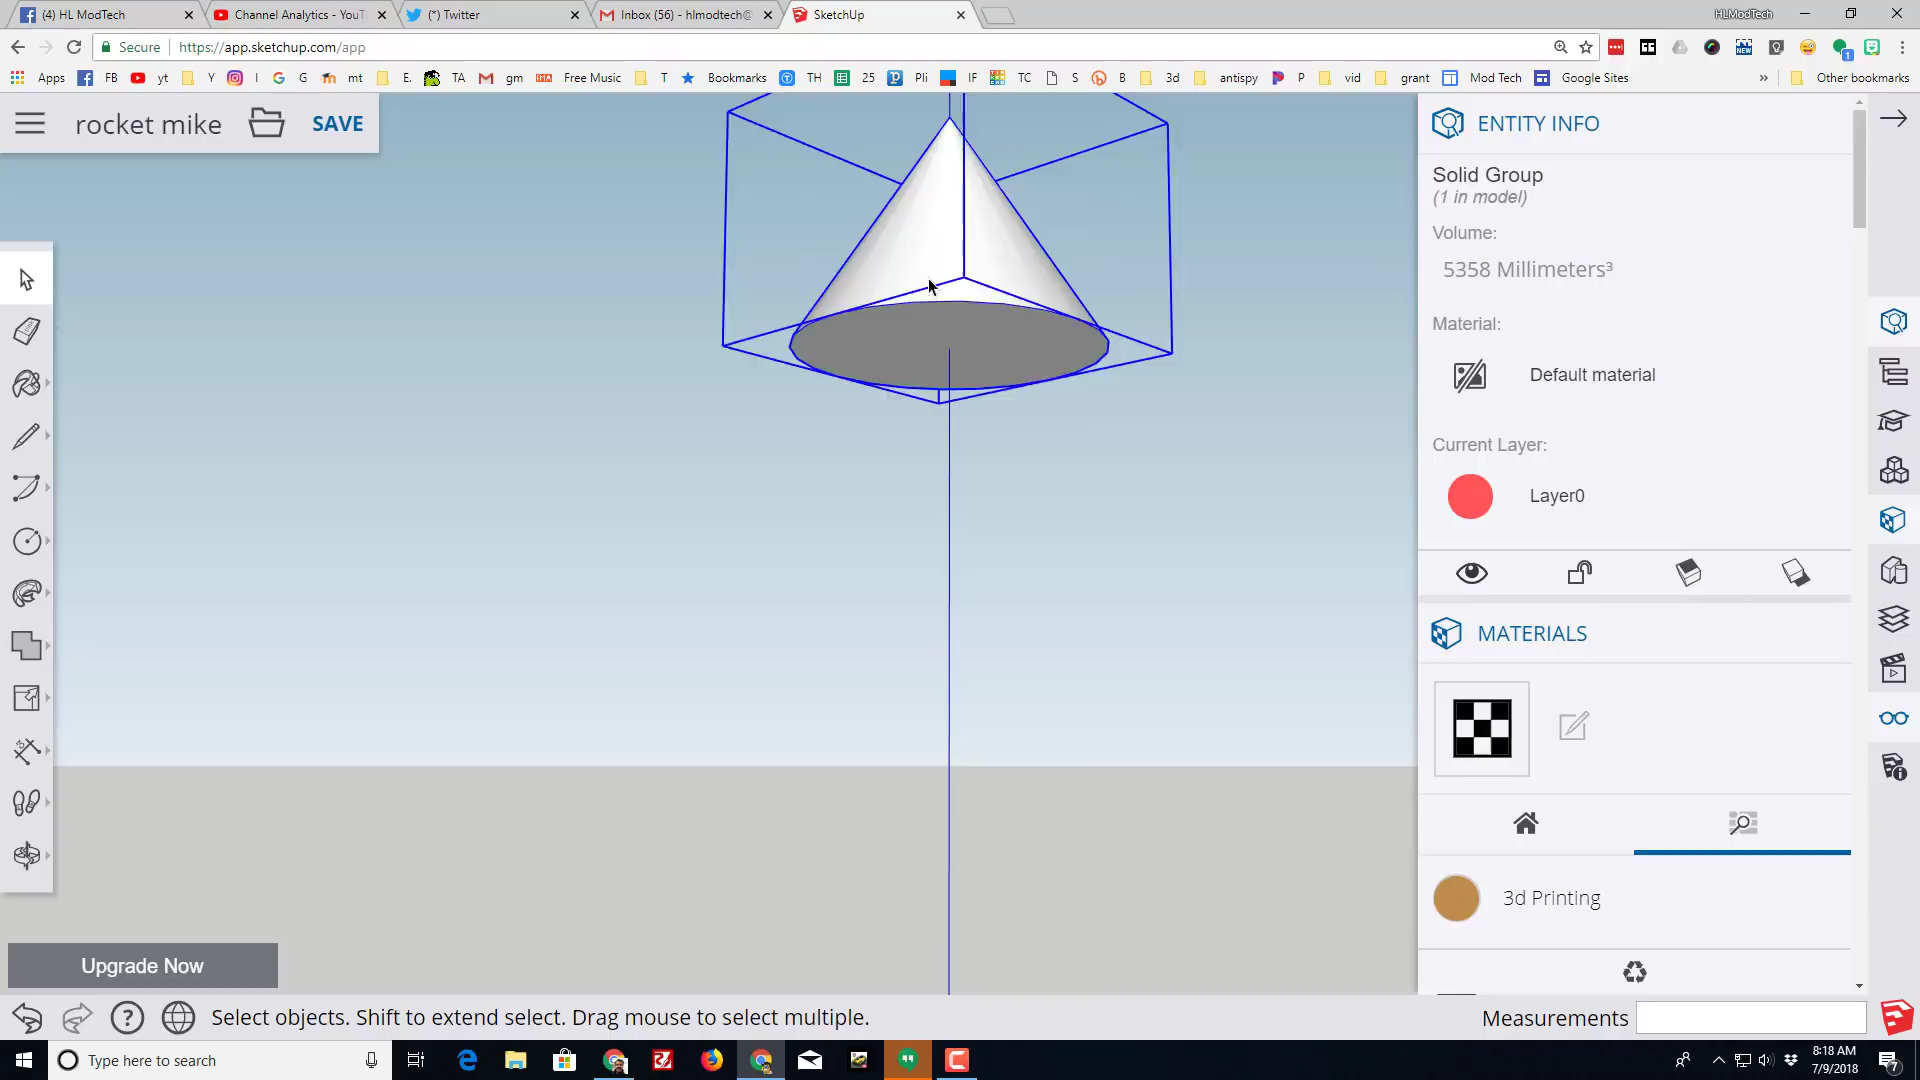 (4) HL ModTech
Channel Analytics - YouT
(*) Twitter
Inbox (56) - hlmodtech@
SketchUp
HLModTech
Secure
https://app.sketchup.com/app
Apps
FB
yt
Y
I
G
mt
E.
TA
gm
Free Music
T
Bookmarks
TH
25
Pli
IF
TC
S
B
3d
antispy
P
vid
grant
Mod Tech
Google Sites
»
Other bookmarks
rocket mike
SAVE
ENTITY INFO
Solid Group
(1 in model)
Volume:
5358 Millimeters³
Material:
Default material
Current Layer:
Layer0
MATERIALS
3d Printing
Upgrade Now
Select objects. Shift to extend select. Drag mouse to select multiple.
Measurements
Type here to search
8:18 AM
7/9/2018
7